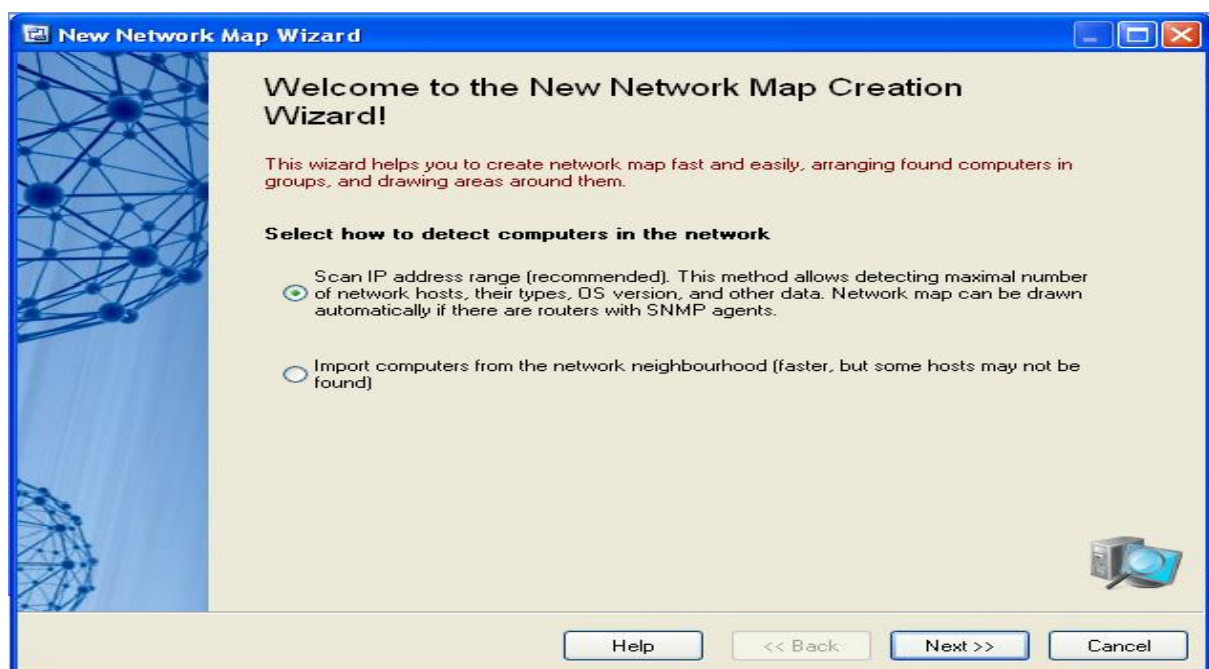 New Network Map Wizard
Welcome to the New Network Map Creation
Wizard!
This wizard helps you to create network map fast and easily, arranging found computers in
groups, and drawing areas around them.
Select how to detect computers in the network
Scan IP address range (recommended). This method allows detecting maximal number
of network hosts, their types, OS version, and other data. Network map can be drawn
automatically if there are routers with SNMP agents.
Import computers from the network neighbourhood (faster, but some hosts may not be
found)
Help
<< Back
Next >>
Cancel